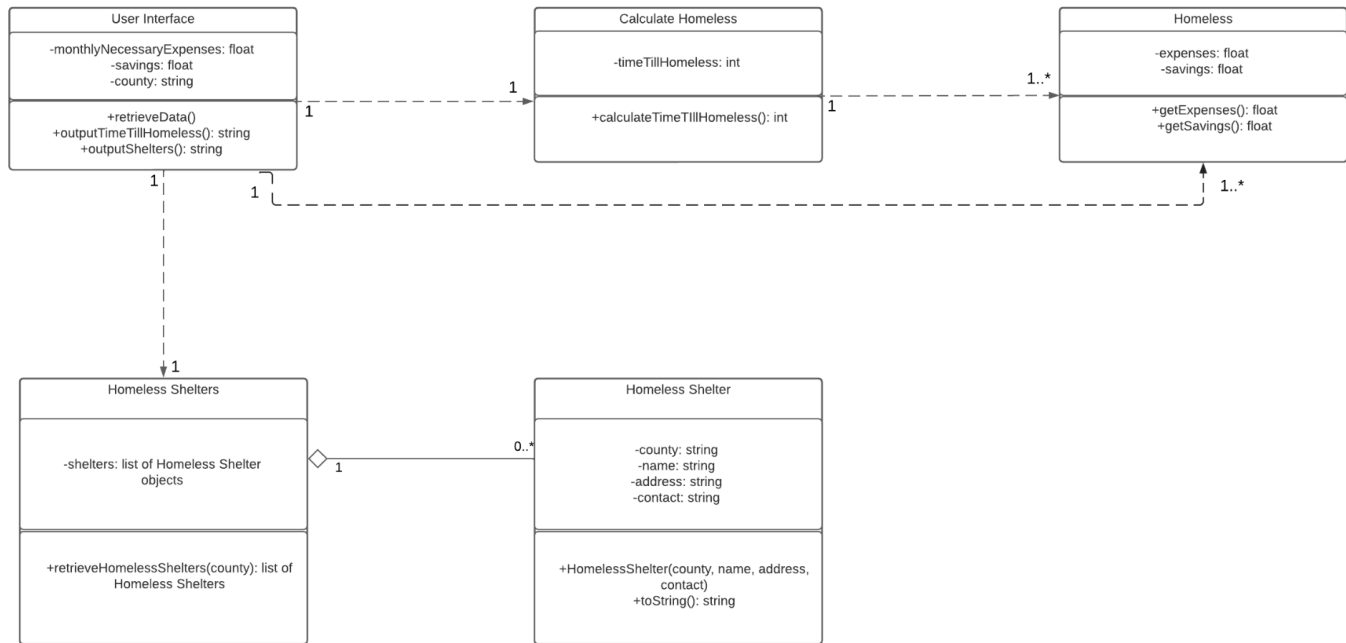 User Interface
-monthlyNecessaryExpenses: float
-savings: float
-county: string
+retrieveData()
+outputTimeTillHomeless(): string
+outputShelters(): string
1
1
Calculate Homeless
-timeTillHomeless: int
+calculateTimeTIllHomeless(): int
1
1..*
Homeless
-expenses: float
-savings: float
+getExpenses(): float
+getSavings(): float
1
1
1..*
1
Homeless Shelters
-shelters: list of Homeless Shelter
objects
+retrieveHomelessShelters(county): list of
Homeless Shelters
1
0..*
Homeless Shelter
-county: string
-name: string
-address: string
-contact: string
+HomelessShelter(county, name, address,
contact)
+toString(): string